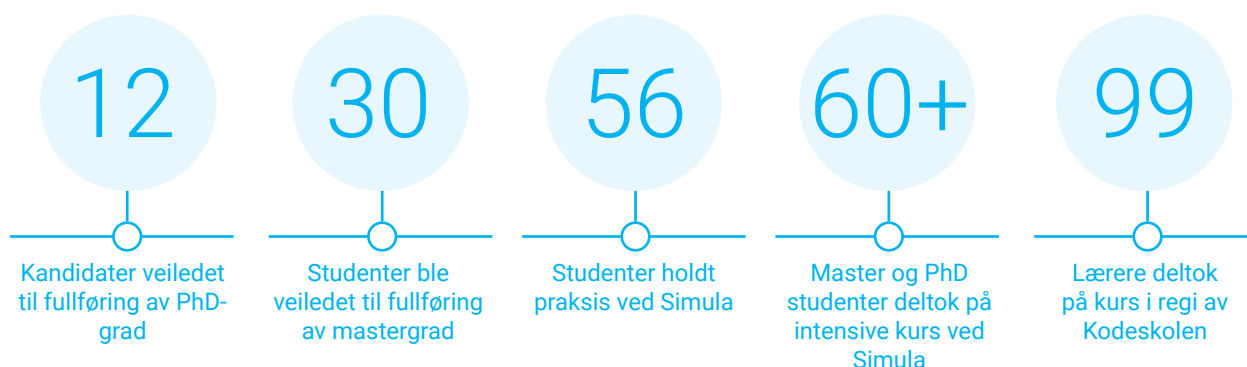 12
Kandidater veiledet
til fullføring av PhD-
grad
30
Studenter ble
veiledet til fullføring
av mastergrad
56
Studenter holdt
praksis ved Simula
60+
Master og PhD
studenter deltok på
intensive kurs ved
Simula
99
Lærere deltok
på kurs i regi av
Kodeskolen